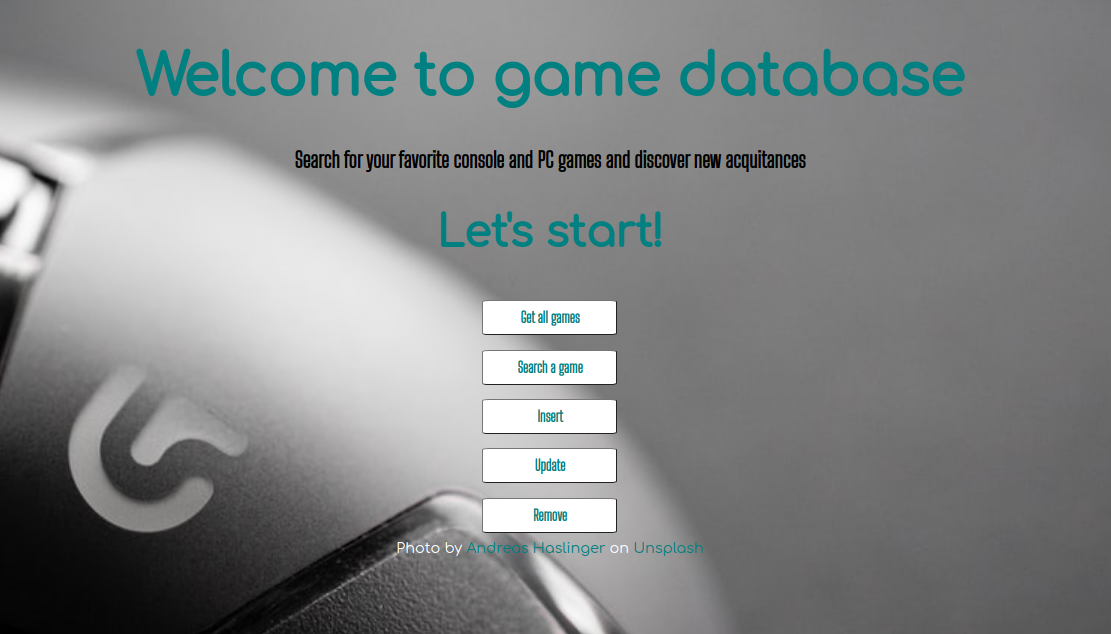 Welcome to game database
Search for your favorite console and PC games and discover new acquitances
Let's start!
Get all games
Search a game
Insert
Update
Remove
Photo by Andreas Haslinger on Unsplash